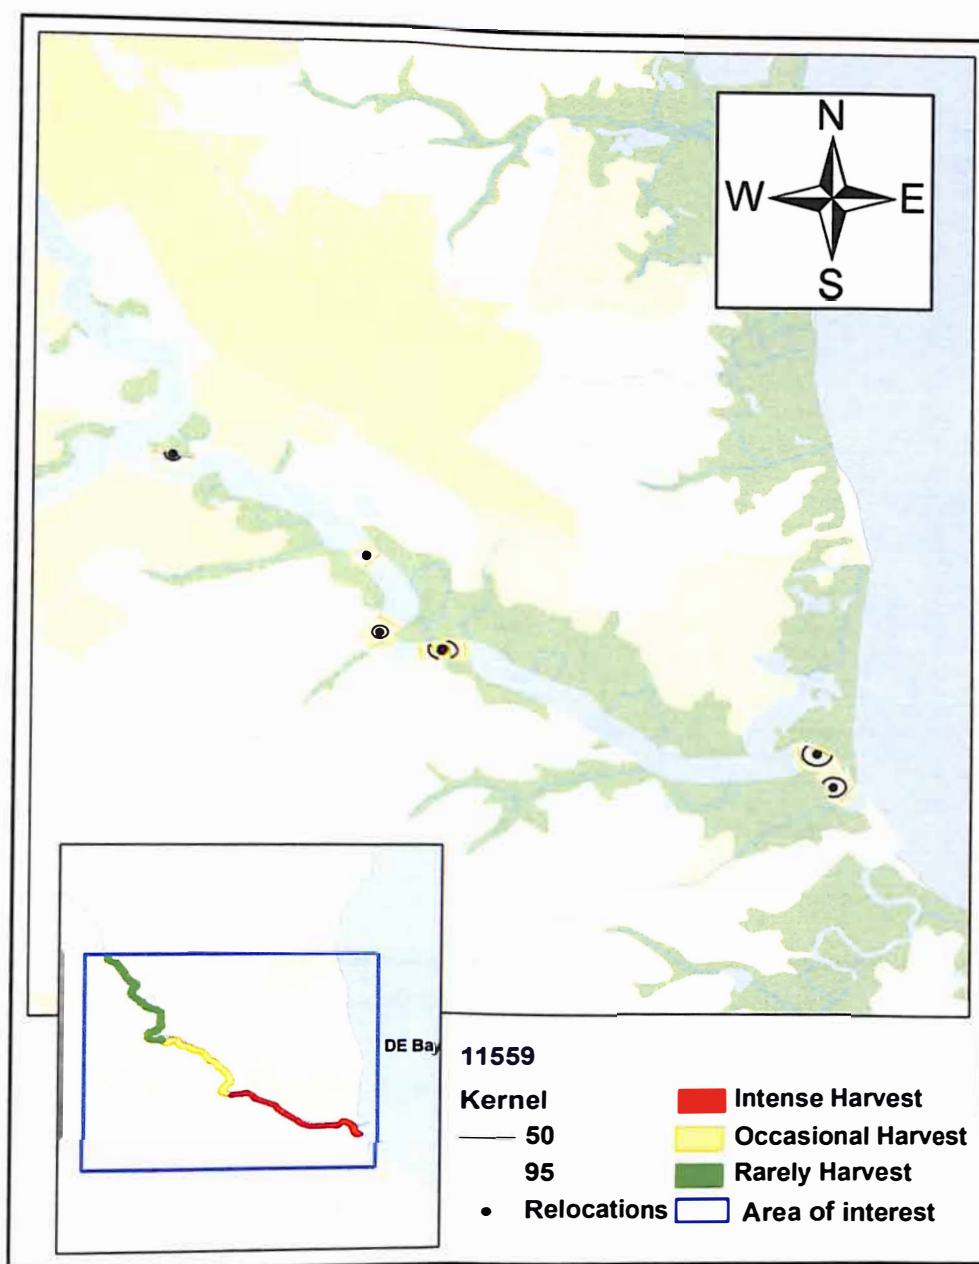 N
W E
S
DE Bay
11559
Kernel
50
95
Relocations
Intense Harvest
Occasional Harvest
Rarely Harvest
Area of interest